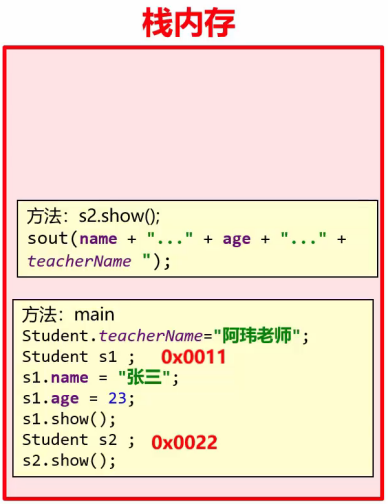 栈内存
方法：s2.show();
sout(name + "..." + age + "..." +
teacherName ");
方法：main
Student.teacherName="阿玮老师";
Student s1 ; 0x0011
s1.name = "张三";
s1.age = 23;
s1.show();
Student s2 ; 0x0022
s2.show();